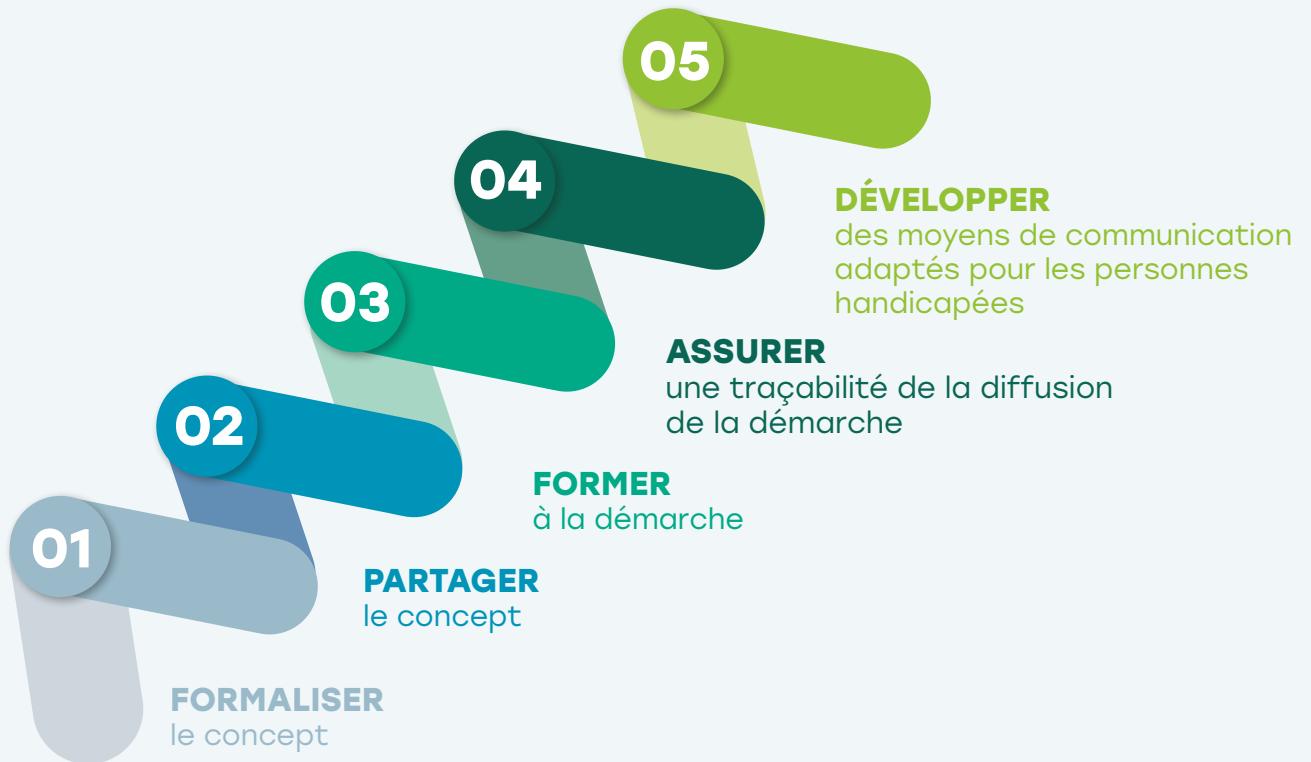 05
DÉVELOPPER
des moyens de communication
adaptés pour les personnes
handicapées
04
ASSURER
une traçabilité de la diffusion
de la démarche
03
FORMER
à la démarche
02
PARTAGER
le concept
01
FORMALISER
le concept